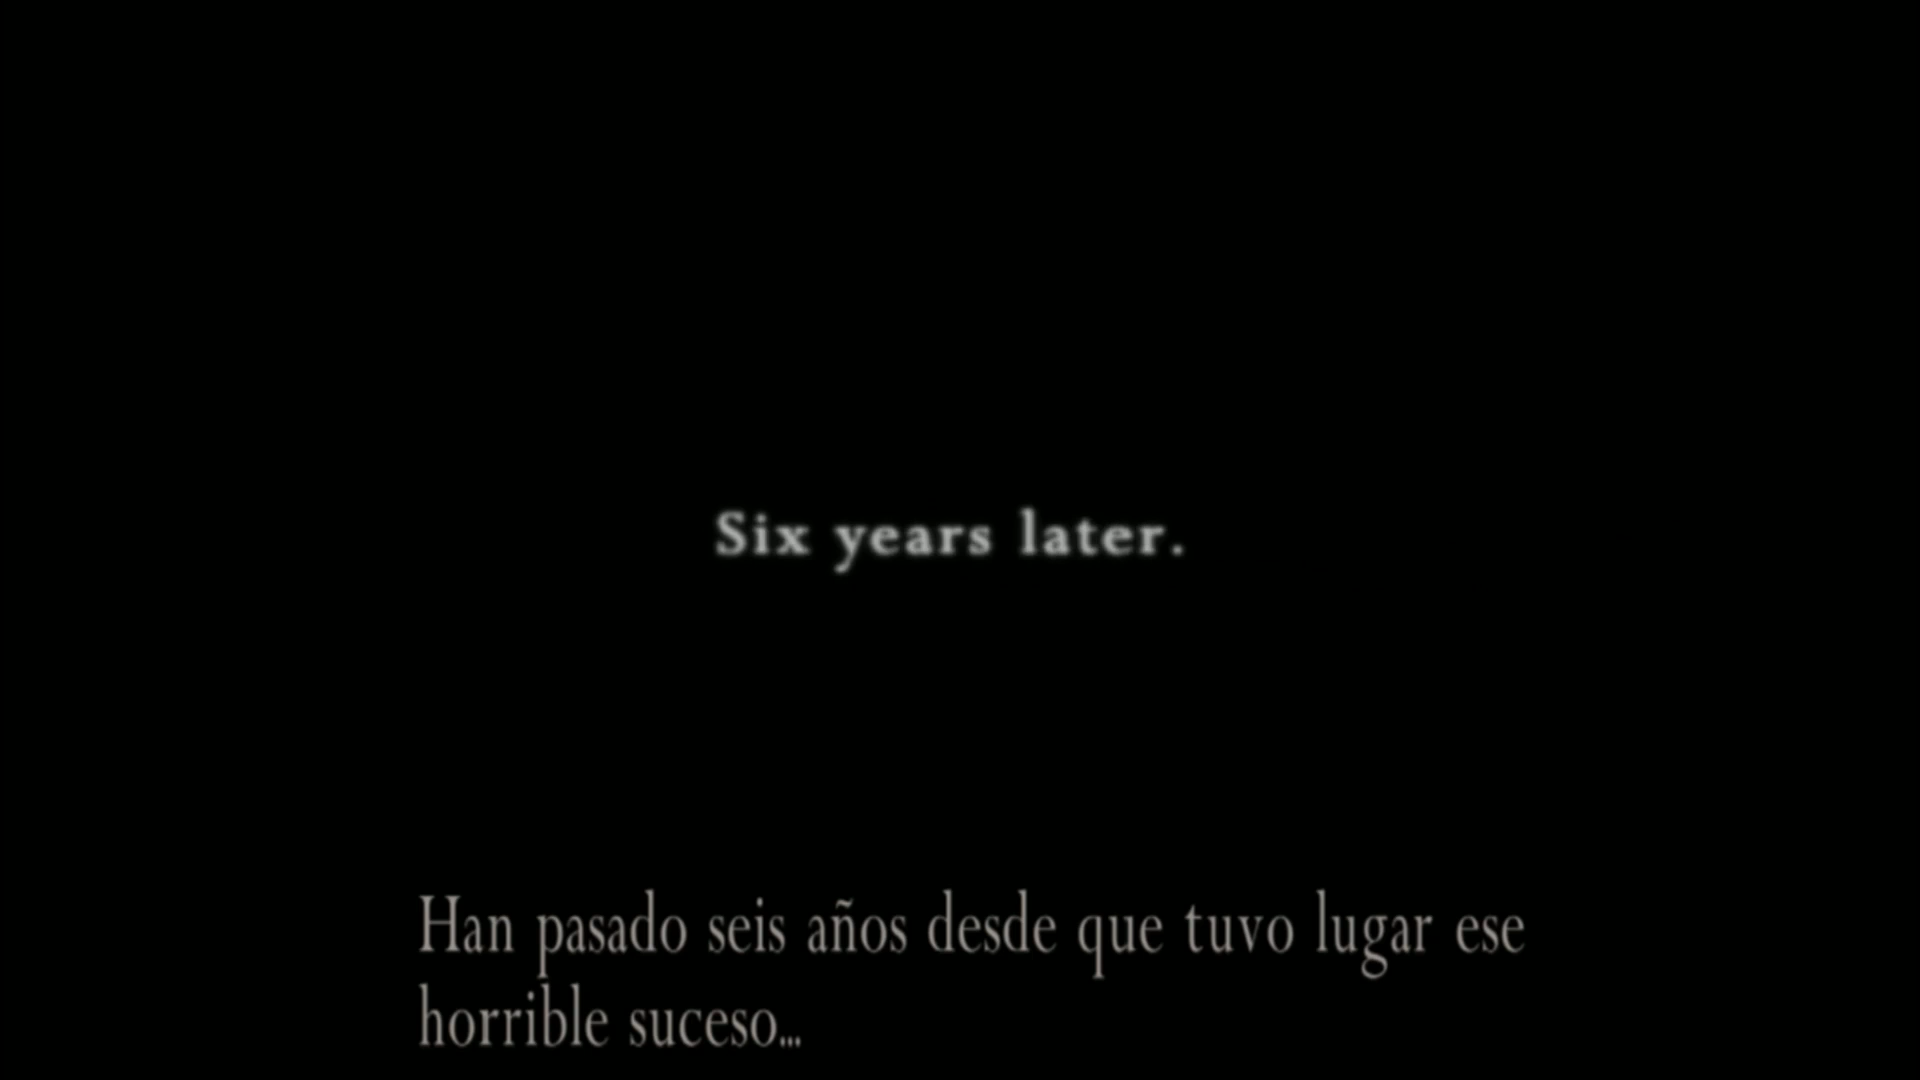 Six years later.
Han pasado seis años desde que tuvo lugar ese
horrible suceso...